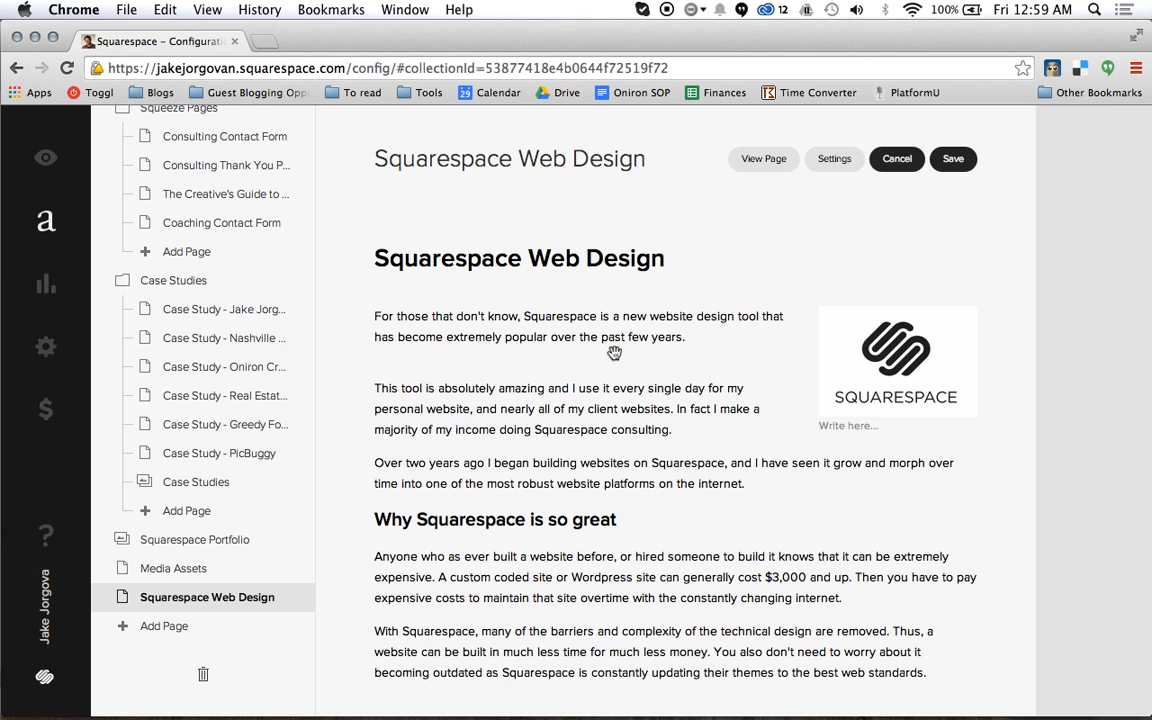 Chrome File Edit View History Bookmarks Window Help 12 100% Fri 12:59 AM
Squarespace – Configurati
https://jakejorgovan.squarespace.com/config/#collectionId=53877418e4b0644f72519f72
Apps Toggl Blogs Guest Blogging Oppo To read Tools 29 Calendar Drive Oniron SOP Finances Time Converter PlatformU Other Bookmarks
Squeeze Pages
Consulting Contact Form
Consulting Thank You P...
The Creative's Guide to ...
Coaching Contact Form
Add Page
Case Studies
Case Study - Jake Jorg...
Case Study - Nashville ...
Case Study - Oniron Cr...
Case Study - Real Estat...
Case Study - Greedy Fo...
Case Study - PicBuggy
Case Studies
Add Page
Squarespace Portfolio
Media Assets
Squarespace Web Design
Add Page
a
?
Jake Jorgova
Squarespace Web Design
View Page Settings Cancel Save
Squarespace Web Design
For those that don't know, Squarespace is a new website design tool that
has become extremely popular over the past few years.
This tool is absolutely amazing and I use it every single day for my
personal website, and nearly all of my client websites. In fact I make a
majority of my income doing Squarespace consulting.
SQUARESPACE
Write here...
Over two years ago I began building websites on Squarespace, and I have seen it grow and morph over
time into one of the most robust website platforms on the internet.
Why Squarespace is so great
Anyone who as ever built a website before, or hired someone to build it knows that it can be extremely
expensive. A custom coded site or Wordpress site can generally cost $3,000 and up. Then you have to pay
expensive costs to maintain that site overtime with the constantly changing internet.
With Squarespace, many of the barriers and complexity of the technical design are removed. Thus, a
website can be built in much less time for much less money. You also don't need to worry about it
becoming outdated as Squarespace is constantly updating their themes to the best web standards.